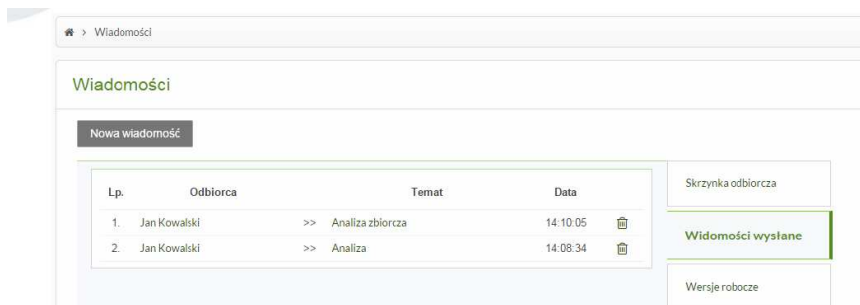 > Wiadomości
Wiadomości
Nowa wiadomość
Lp. Odbiorca Temat Data
1. Jan Kowalski >> Analiza zbiorcza 14:10:05
2. Jan Kowalski >> Analiza 14:08:34
Skrzynka odbiorcza
Widomości wysłane
Wersje robocze